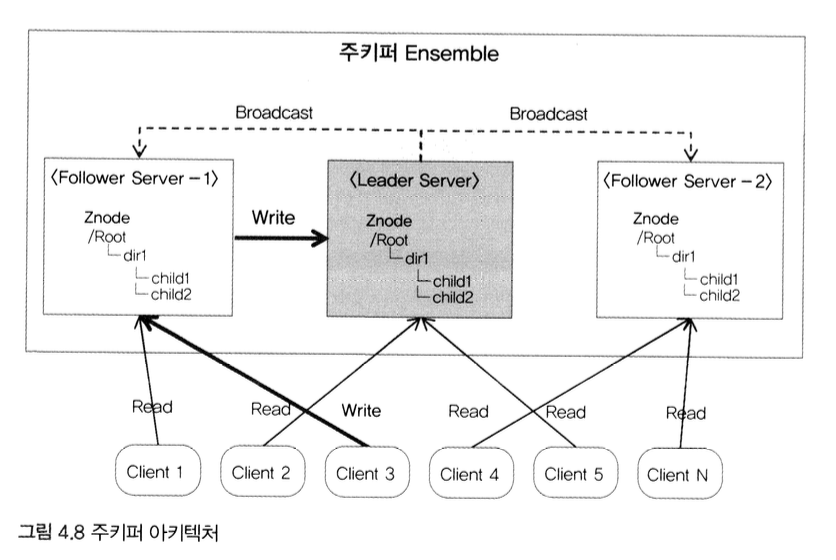 주키퍼 Ensemble
Broadcast
Broadcast
〈Follower Server－1〉
Znode
/Root
dir1
child1
child2
Write
〈Leader Server〉
Znode
/Root
dir1
child1
child2
〈Follower Server－2〉
Znode
/Root
dir1
child1
child2
Read
Read
Write
Read
Read
Read
Client 1
Client 2
Client 3
Client 4
Client 5
Client N
그림 4.8 주키퍼 아키텍처